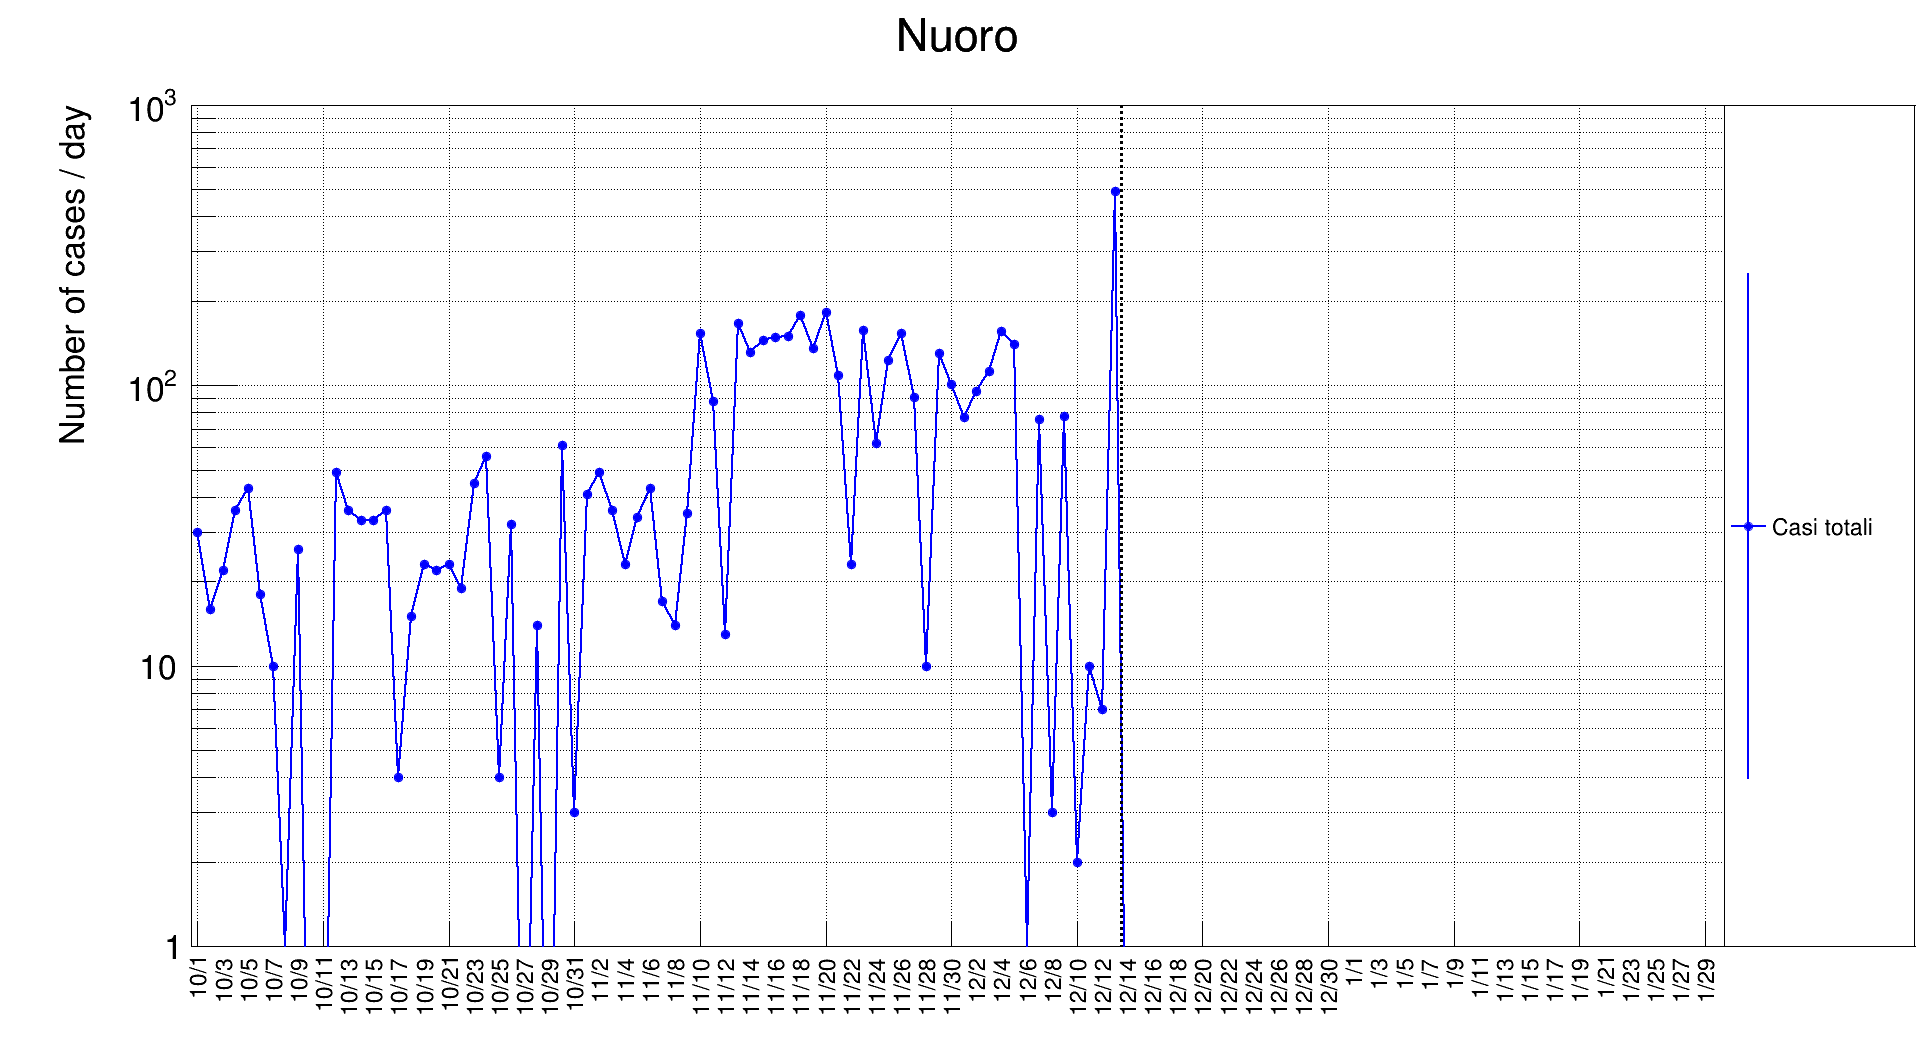 Nuoro
Number of cases / day
10³
10²
10
1
10/1 10/3 10/5 10/7 10/9 10/11 10/13 10/15 10/17 10/19 10/21 10/23 10/25 10/27 10/29 10/31 11/2 11/4 11/6 11/8 11/10 11/12 11/14 11/16 11/18 11/20 11/22 11/24 11/26 11/28 11/30 12/2 12/4 12/6 12/8 12/10 12/12 12/14 12/16 12/18 12/20 12/22 12/24 12/26 12/28 12/30 1/1 1/3 1/5 1/7 1/9 1/11 1/13 1/15 1/17 1/19 1/21 1/23 1/25 1/27 1/29
Casi totali